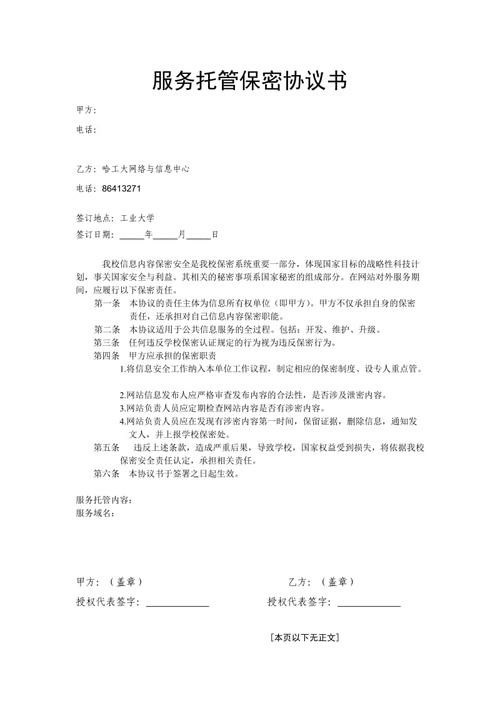 服务托管保密协议书
甲方：
电话：
乙方：哈工大网络与信息中心
电话：86413271
签订地点：工业大学
签订日期：_____年_____月_____日
我校信息内容保密安全是我校保密系统重要一部分，体现国家目标的战略性科技计
划，事关国家安全与利益。其相关的秘密事项系国家秘密的组成部分。在网站对外服务期
间，应履行以下保密责任。
第一条 本协议的责任主体为信息所有权单位（即甲方）。甲方不仅承担自身的保密
责任，还承担对自己信息内容保密职能。
第二条 本协议适用于公共信息服务的全过程。包括：开发、维护、升级。
第三条 任何违反学校保密认证规定的行为视为违反保密行为。
第四条 甲方应承担的保密职责
1.将信息安全工作纳入本单位工作议程，制定相应的保密制度、设专人重点管。
2.网站信息发布人应严格审查发布内容的合法性，是否涉及泄密内容。
3.网站负责人员应定期检查网站内容是否有涉密内容。
4.网站负责人员应在发现有涉密内容第一时间，保留证据，删除信息，通知发
文人，并上报学校保密处。
第五条 违反上述条款，造成严重后果，导致学校，国家权益受到损失，将依据我校
保密安全责任认定，承担相关责任。
第六条 本协议书于签署之日起生效。
服务托管内容：
服务域名：
甲方：（盖章） 乙方：（盖章）
授权代表签字：__________ 授权代表签字：__________
[本页以下无正文]